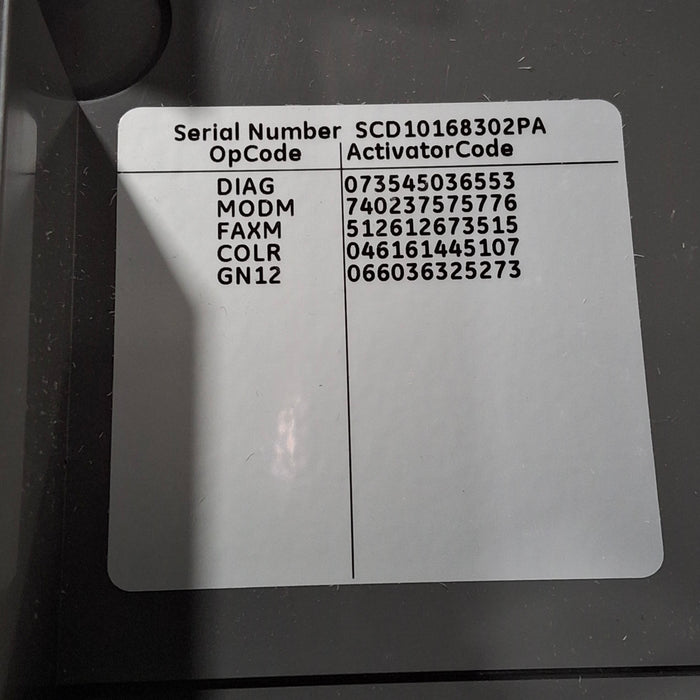 Serial Number SCD10168302PA
OpCode ActivatorCode
DIAG 073545036553
MODM 740237575776
FAXM 512612673515
COLR 046161445107
GN12 066036325273